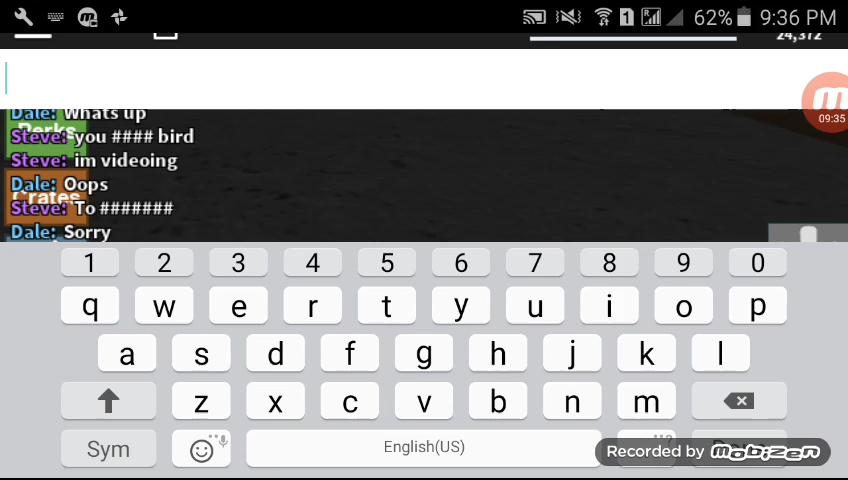 1 62% 9:36 PM
24,372
Dale: Whats up
Perks
Steve: you #### bird
Steve: im videoing
09:35
Dale: Oops
Crates
Steve: To #######
Dale: Sorry
1 2 3 4 5 6 7 8 9 0
q w e r t y u i o p
a s d f g h j k l
z x c v b n m
Sym English(US)
Recorded by mobizen